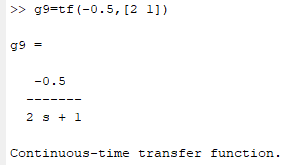 >> g9=tf(-0.5,[2 1])
g9 =
-0.5
-------
2 s + 1
Continuous-time transfer function.